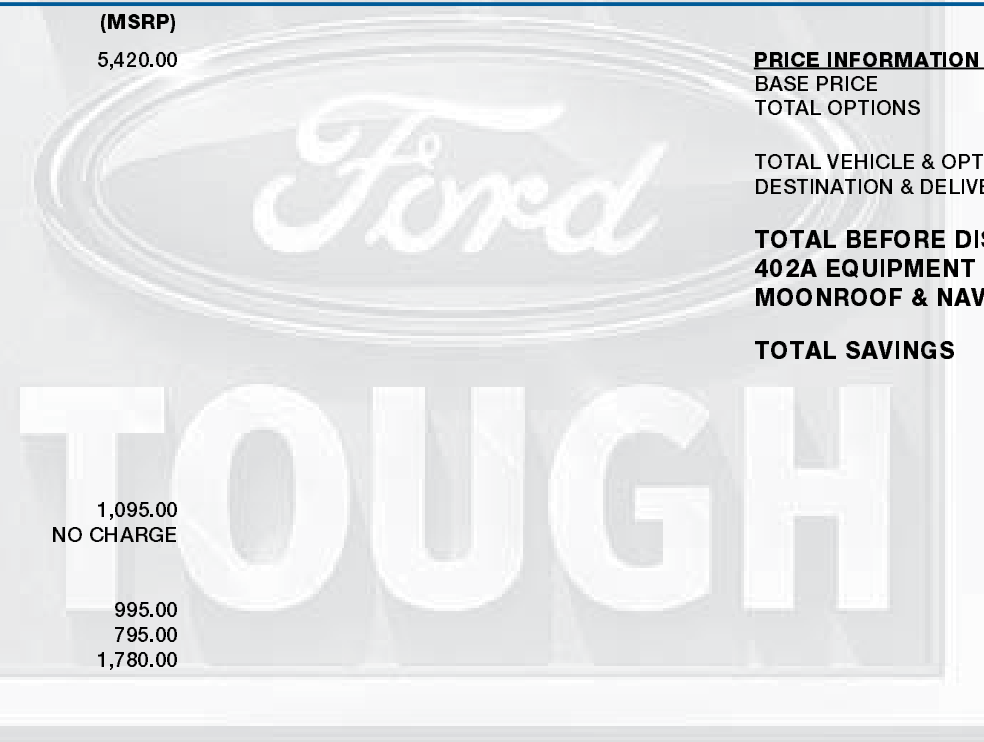 (MSRP)
5,420.00
1,095.00
NO CHARGE
995.00
795.00
1,780.00
PRICE INFORMATION
BASE PRICE
TOTAL OPTIONS
TOTAL VEHICLE & OPT
DESTINATION & DELIVE
TOTAL BEFORE DIS
402A EQUIPMENT
MOONROOF & NAV
TOTAL SAVINGS
Ford
TOUGH